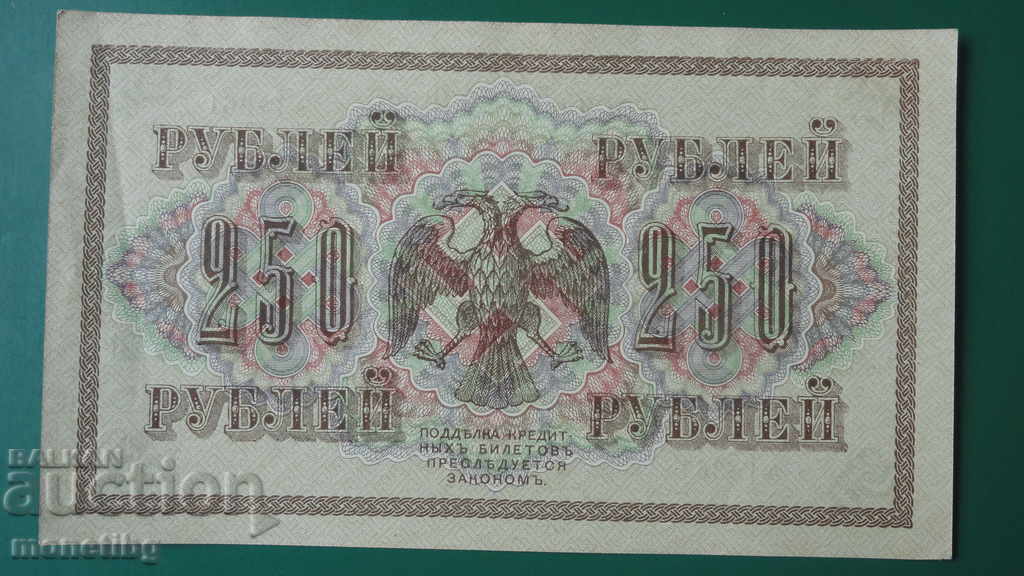 РУБЛЕЙ РУБЛЕЙ
250 250
РУБЛЕЙ РУБЛЕЙ
ПОДДѢЛКА КРЕДИТ-
НЫХЪ БИЛЕТОВЪ
ПРЕСЛѢДУЕТСЯ
ЗАКОНОМЪ.
BALKAN
auction
monetibg